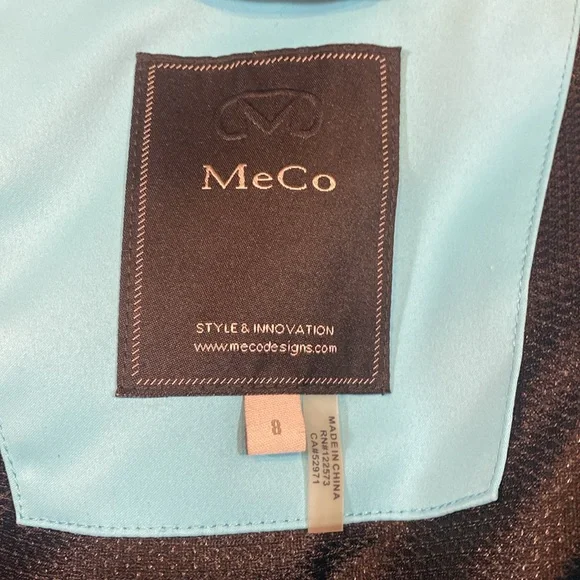 MeCo
STYLE & INNOVATION
www.mecodesigns.com
8
MADE IN CHINA
RN#122573
CA#52971